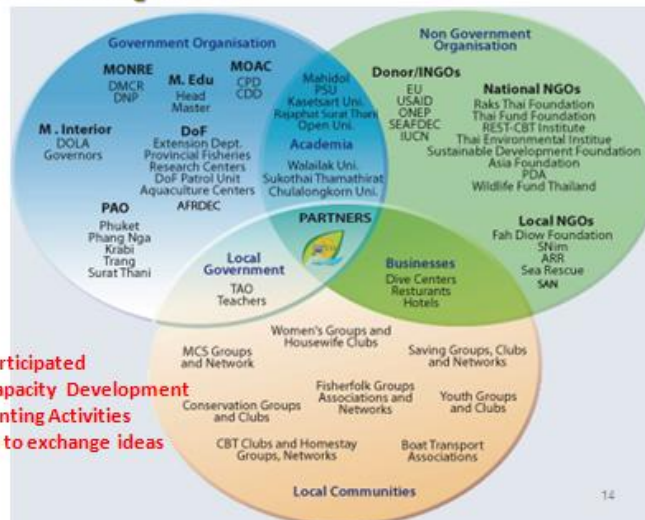 Government Organisation
MONRE
DMCR
DNP
M. Edu
Head
Master
MOAC
CPD
CDD
M . Interior
DOLA
Governors
DoF
Extension Dept.
Provincial Fisheries
Research Centers
DoF Patrol Unit
Aquaculture Centers
AFRDEC
PAO
Phuket
Phang Nga
Krabi
Trang
Surat Thani
Mahidol
PSU
Kasetsart Uni.
Rajaphat Surat Thani
Open Uni.
Academia
Walailak Uni.
Sukothai Thamathirat
Chulalongkorn Uni.
Non Government
Organisation
Donor/INGOs
EU
USAID
ONEP
SEAFDEC
IUCN
National NGOs
Raks Thai Foundation
Thai Fund Foundation
REST-CBT Institute
Thai Environmental Institue
Sustainable Development Foundation
Asia Foundation
PDA
Wildlife Fund Thailand
Local NGOs
Fah Diow Foundation
SNim
ARR
Sea Rescue
SAN
PARTNERS
Local
Government
TAO
Teachers
Businesses
Dive Centers
Resturants
Hotels
Women's Groups and
Housewife Clubs
MCS Groups
and Network
Saving Groups, Clubs
and Networks
Fisherfolk Groups
Associations and
Networks
Conservation Groups
and Clubs
Youth Groups
and Clubs
CBT Clubs and Homestay
Groups, Networks
Boat Transport
Associations
Local Communities
to exchange ideas
14